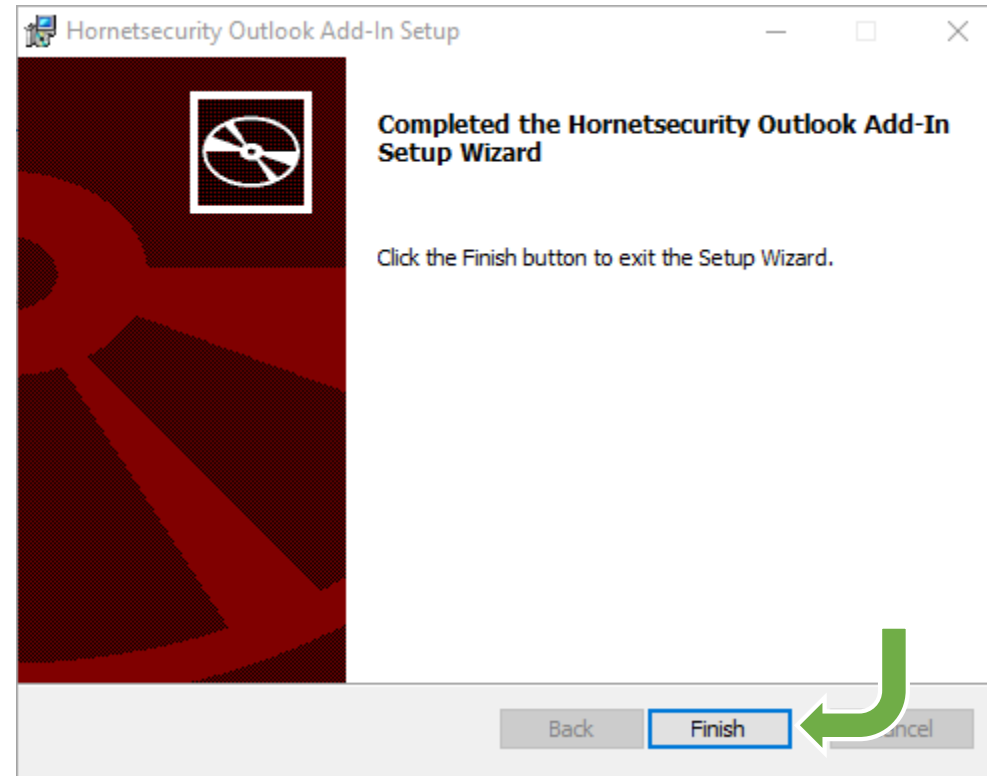 Hornetsecurity Outlook Add-In Setup
Completed the Hornetsecurity Outlook Add-In
Setup Wizard
Click the Finish button to exit the Setup Wizard.
Back Finish